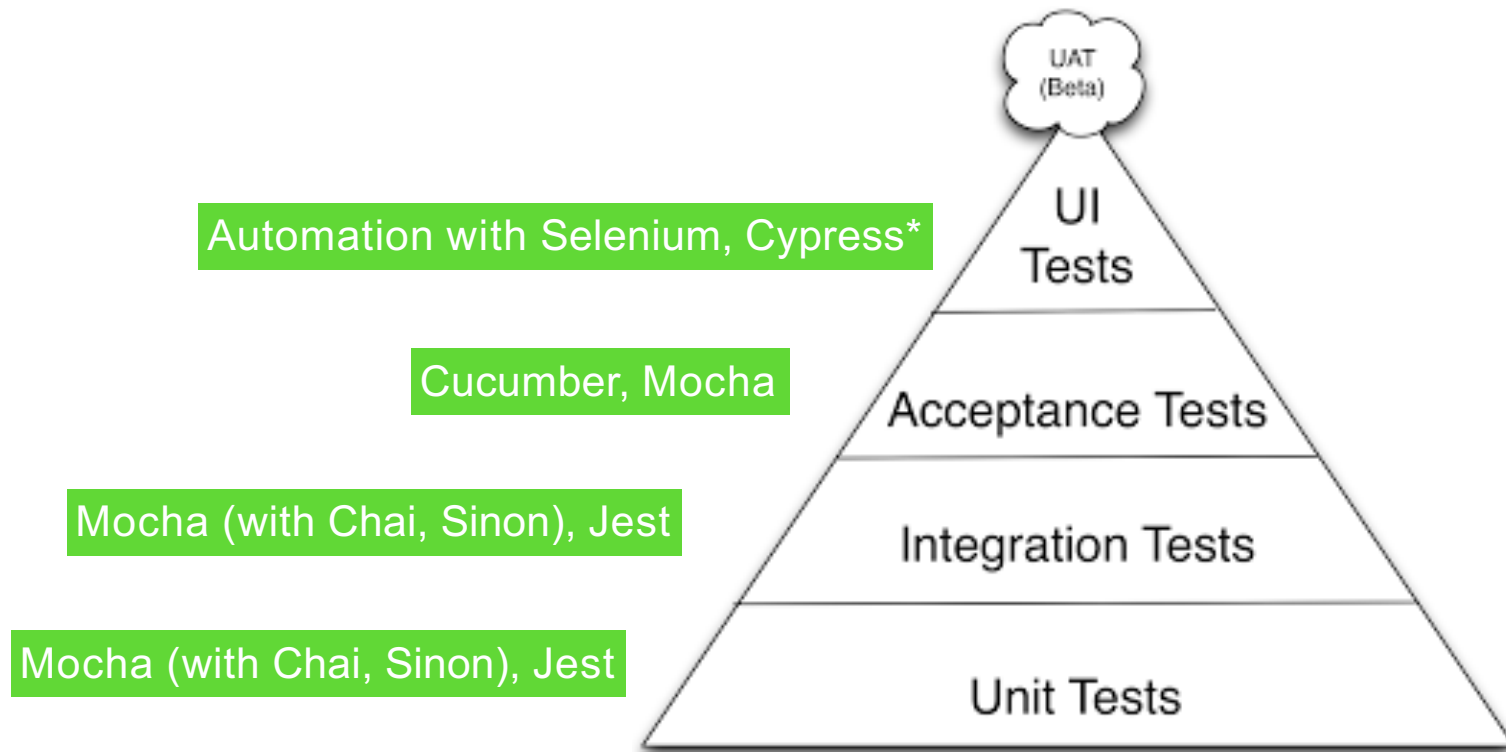 UAT
(Beta)
UI
Tests
Automation with Selenium, Cypress*
Cucumber, Mocha
Acceptance Tests
Mocha (with Chai, Sinon), Jest
Integration Tests
Mocha (with Chai, Sinon), Jest
Unit Tests